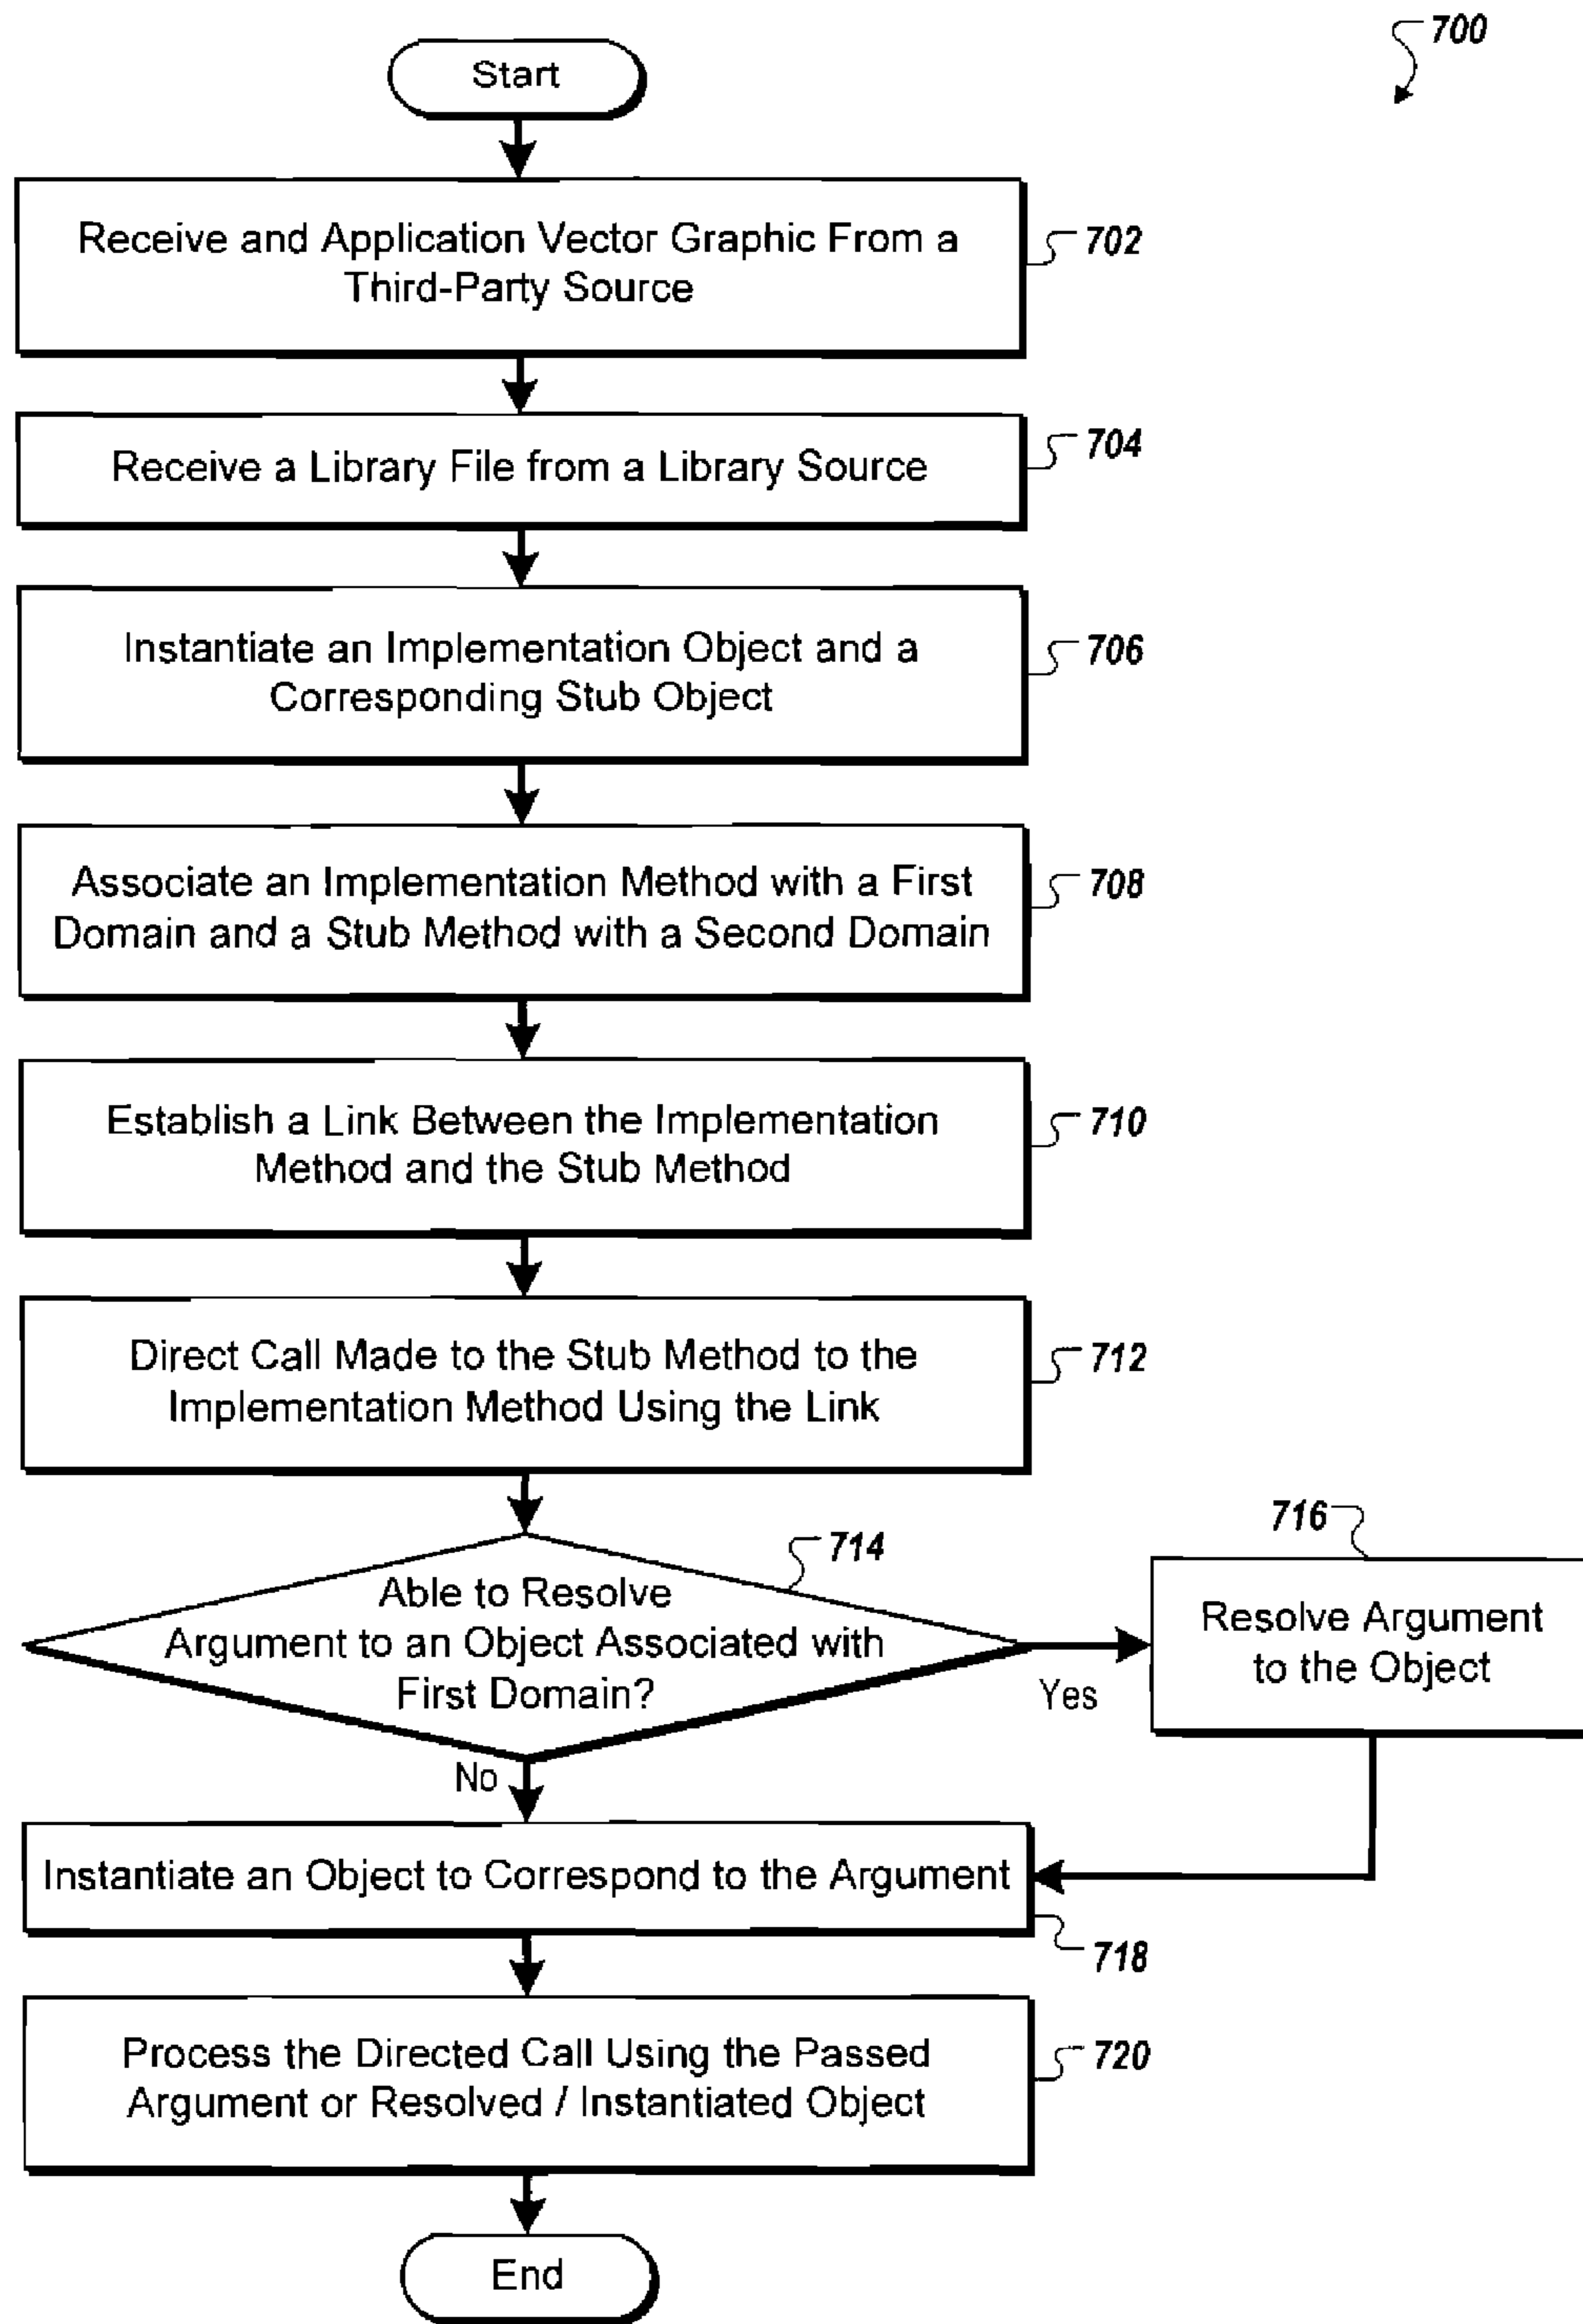 700
Start
Receive and Application Vector Graphic From a
Third-Party Source
702
Receive a Library File from a Library Source
704
Instantiate an Implementation Object and a
Corresponding Stub Object
706
Associate an Implementation Method with a First
Domain and a Stub Method with a Second Domain
708
Establish a Link Between the Implementation
Method and the Stub Method
710
Direct Call Made to the Stub Method to the
Implementation Method Using the Link
712
Able to Resolve
Argument to an Object Associated with
First Domain?
714
Yes
716
Resolve Argument
to the Object
No
Instantiate an Object to Correspond to the Argument
718
Process the Directed Call Using the Passed
Argument or Resolved / Instantiated Object
720
End